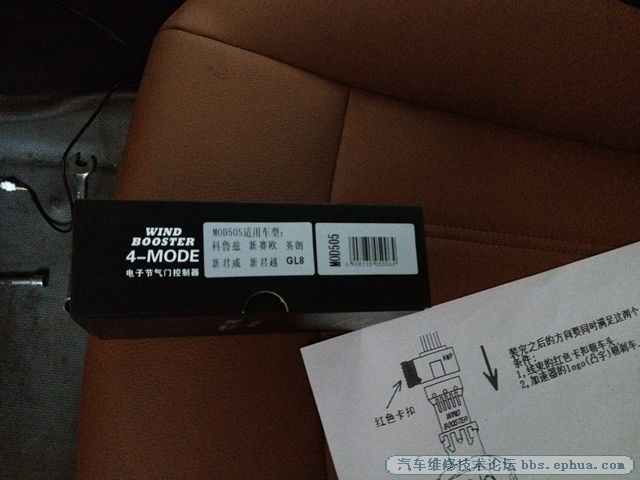 WIND
BOOSTER
4-MODE
电子节气门控制器
MOD505适用车型:
科鲁兹 新赛欧 英朗
新君威 新君越 GL8
MOD505
装完之后的方向要同时满足这两个
条件:
1,线束的红色卡扣朝车头
2,加速器的logo(凸字)朝刹车.
AMP
红色卡扣
WIND
BOOSTER
汽车维修技术论坛 bbs.ephua.com